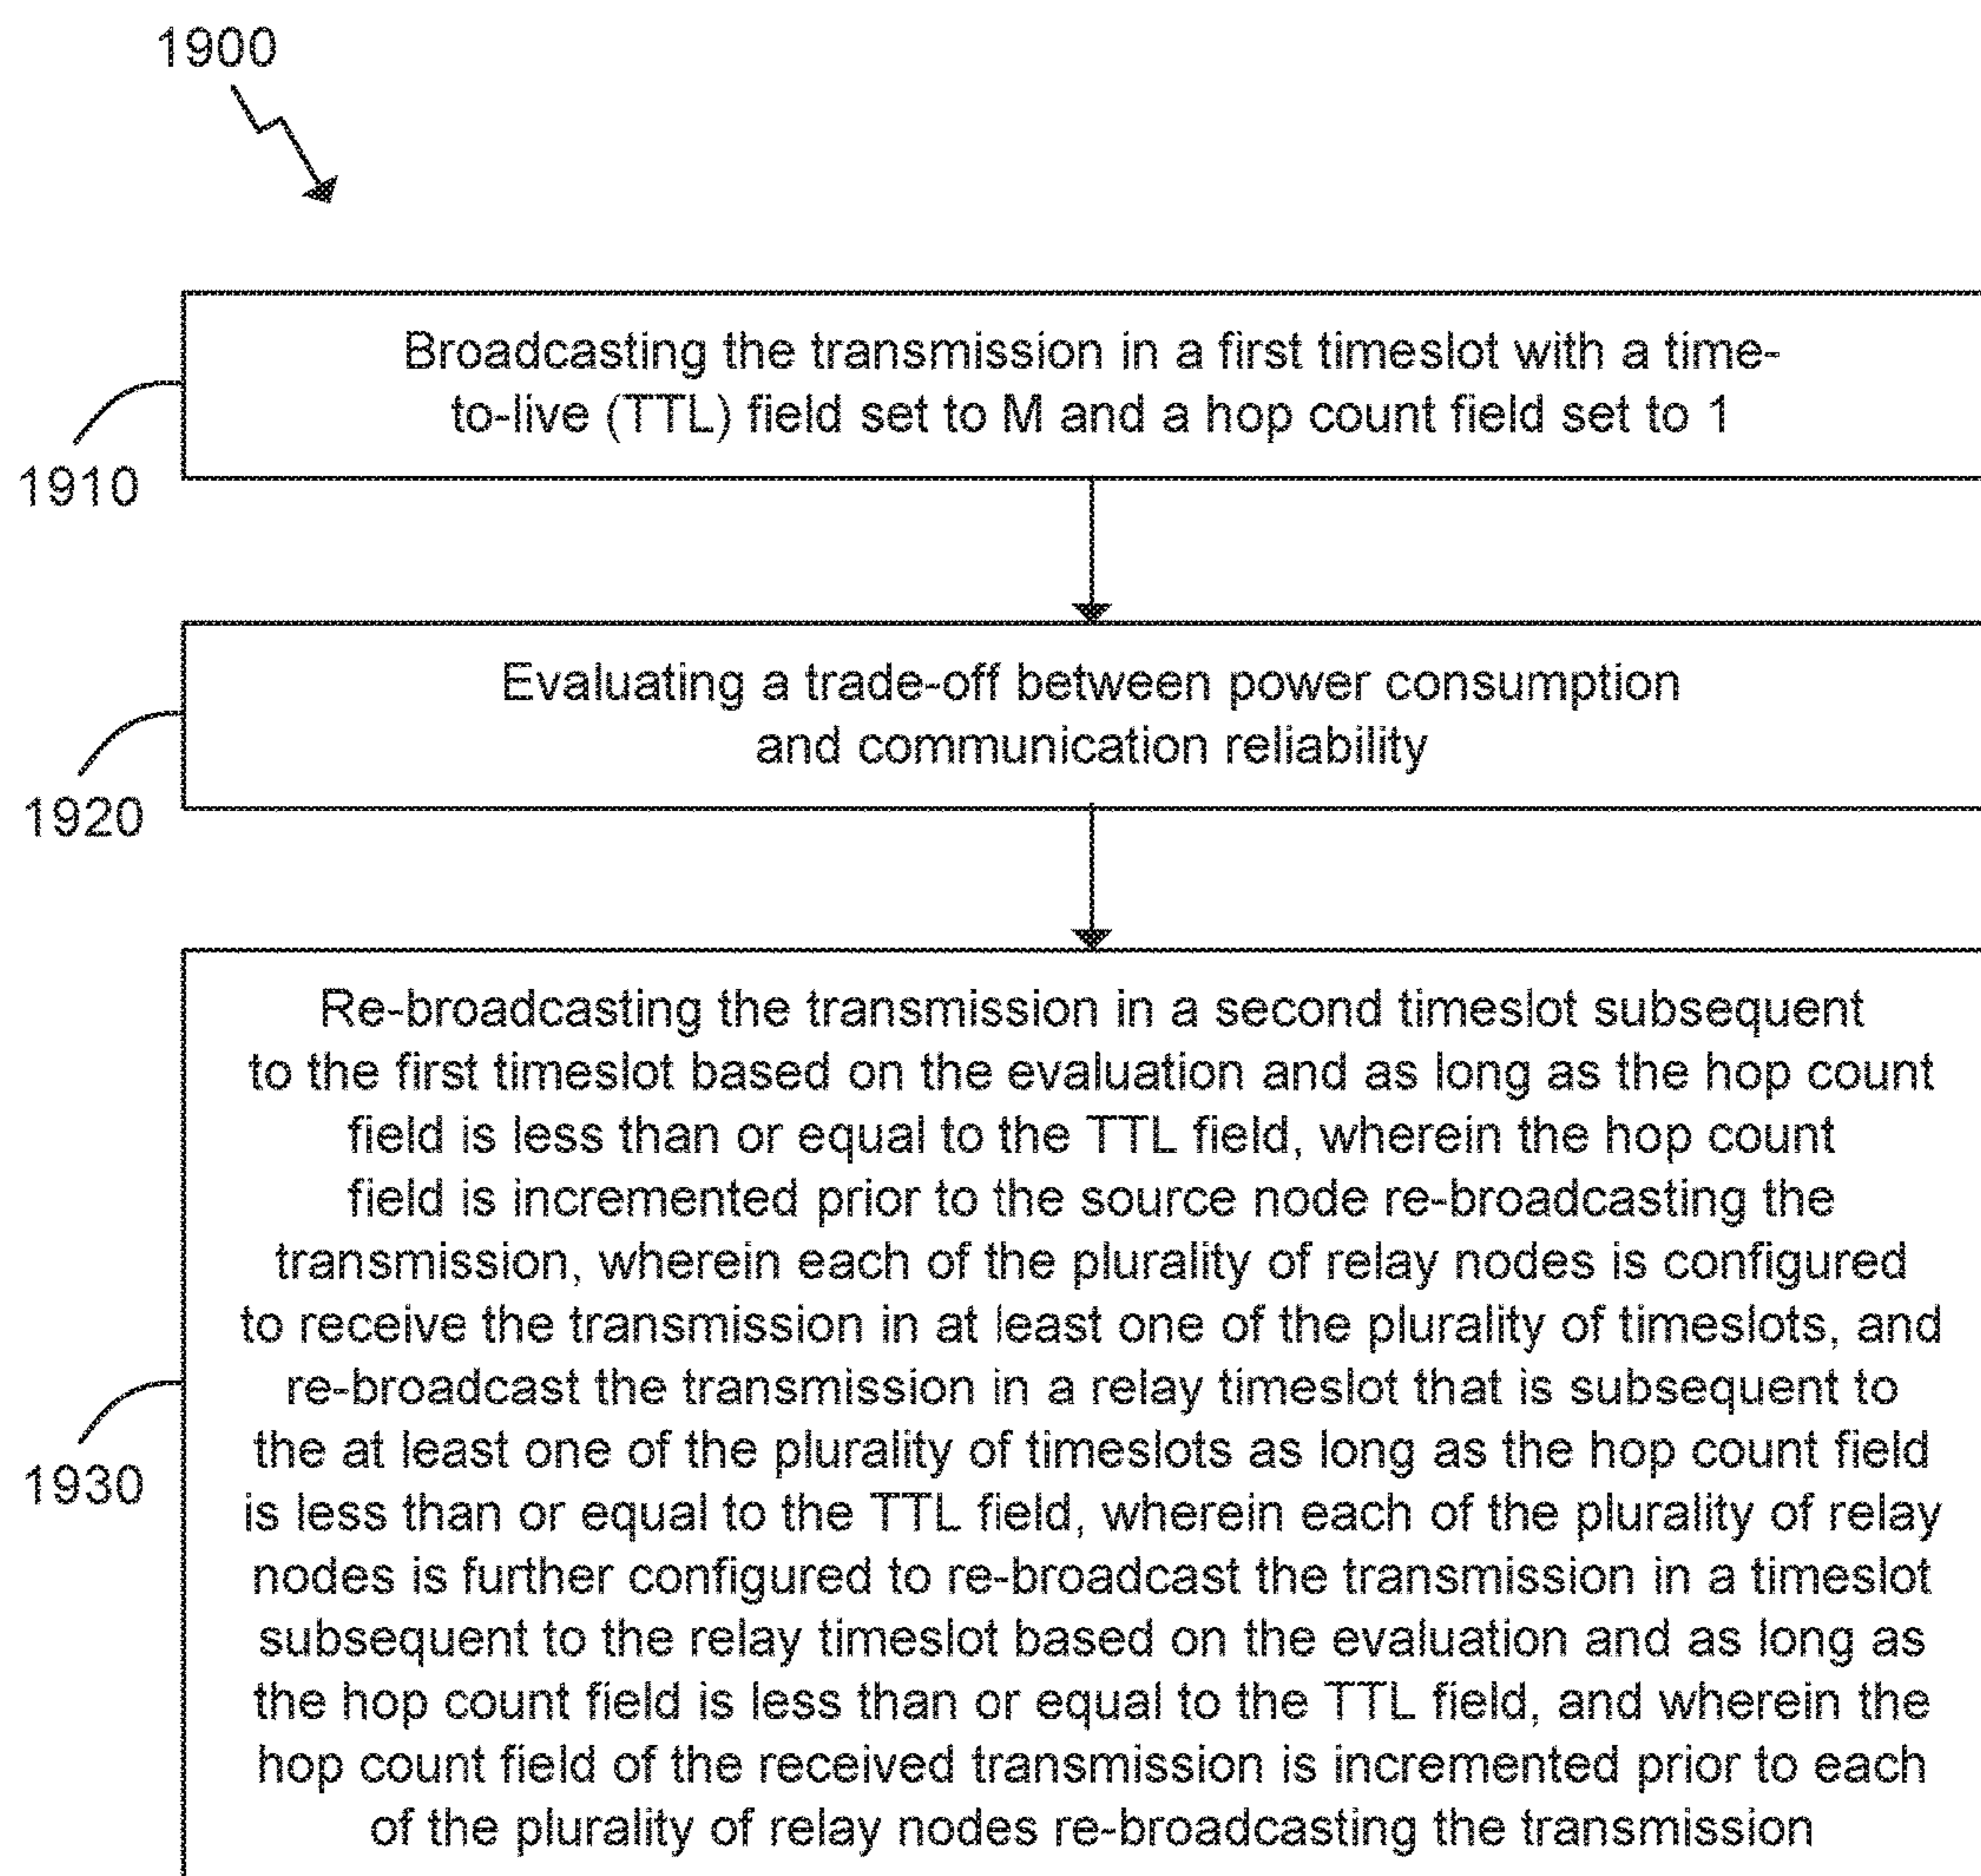 1900
Broadcasting the transmission in a first timeslot with a time-
to-live (TTL) field set to M and a hop count field set to 1
1910
Evaluating a trade-off between power consumption
and communication reliability
1920
Re-broadcasting the transmission in a second timeslot subsequent
to the first timeslot based on the evaluation and as long as the hop count
field is less than or equal to the TTL field, wherein the hop count
field is incremented prior to the source node re-broadcasting the
transmission, wherein each of the plurality of relay nodes is configured
to receive the transmission in at least one of the plurality of timeslots, and
re-broadcast the transmission in a relay timeslot that is subsequent to
the at least one of the plurality of timeslots as long as the hop count field
is less than or equal to the TTL field, wherein each of the plurality of relay
nodes is further configured to re-broadcast the transmission in a timeslot
subsequent to the relay timeslot based on the evaluation and as long as
the hop count field is less than or equal to the TTL field, and wherein the
hop count field of the received transmission is incremented prior to each
of the plurality of relay nodes re-broadcasting the transmission
1930